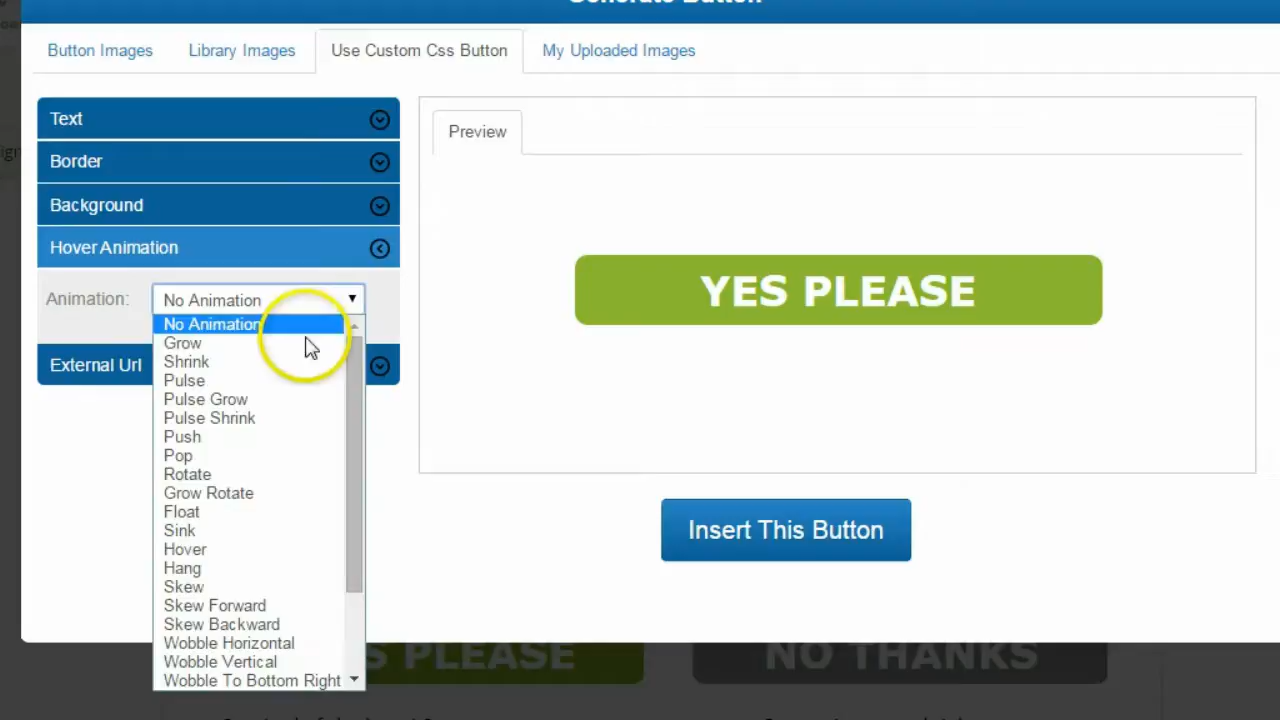 Generate Button
Button Images
Library Images
Use Custom Css Button
My Uploaded Images
Text
Border
Background
Hover Animation
Animation:
No Animation
No Animation
Grow
Shrink
Pulse
Pulse Grow
Pulse Shrink
Push
Pop
Rotate
Grow Rotate
Float
Sink
Hover
Hang
Skew
Skew Forward
Skew Backward
Wobble Horizontal
Wobble Vertical
Wobble To Bottom Right
External Url
Preview
YES PLEASE
Insert This Button
S PLEASE
NO THANKS